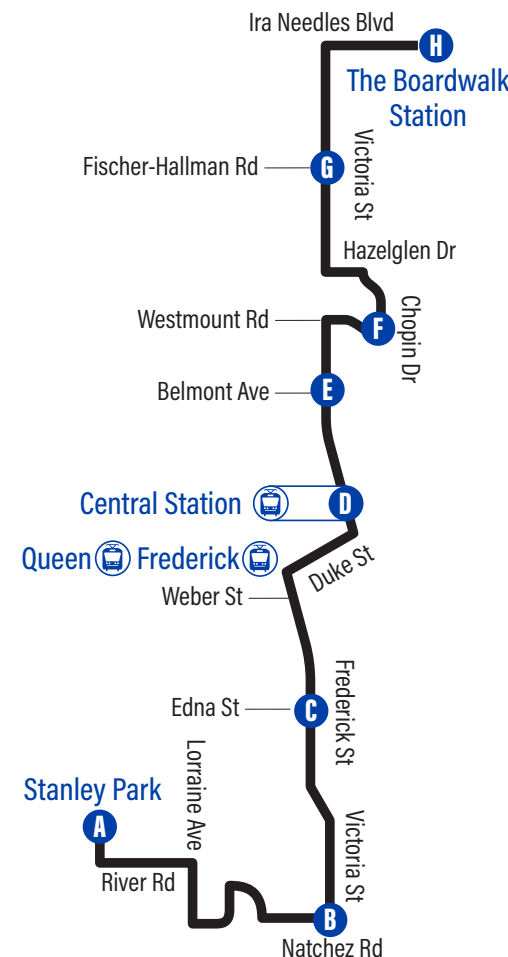 Ira Needles Blvd
H
The Boardwalk
Station
Victoria St
Fischer-Hallman Rd
G
Hazelglen Dr
Chopin Dr
Westmount Rd
F
Belmont Ave
E
Central Station
D
Queen Frederick
Duke St
Weber St
Frederick St
Edna St
C
Lorraine Ave
Stanley Park
A
Victoria St
River Rd
B
Natchez Rd